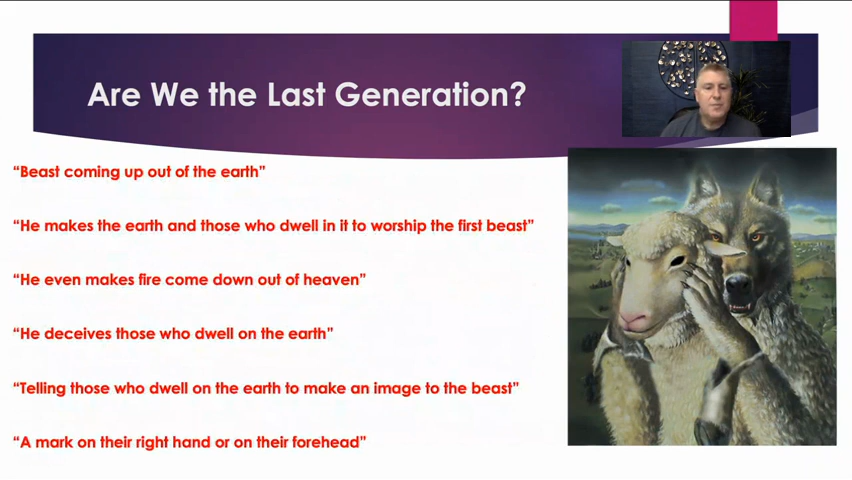 Are We the Last Generation?
“Beast coming up out of the earth”
“He makes the earth and those who dwell in it to worship the first beast”
“He even makes fire come down out of heaven”
“He deceives those who dwell on the earth”
“Telling those who dwell on the earth to make an image to the beast”
“A mark on their right hand or on their forehead”